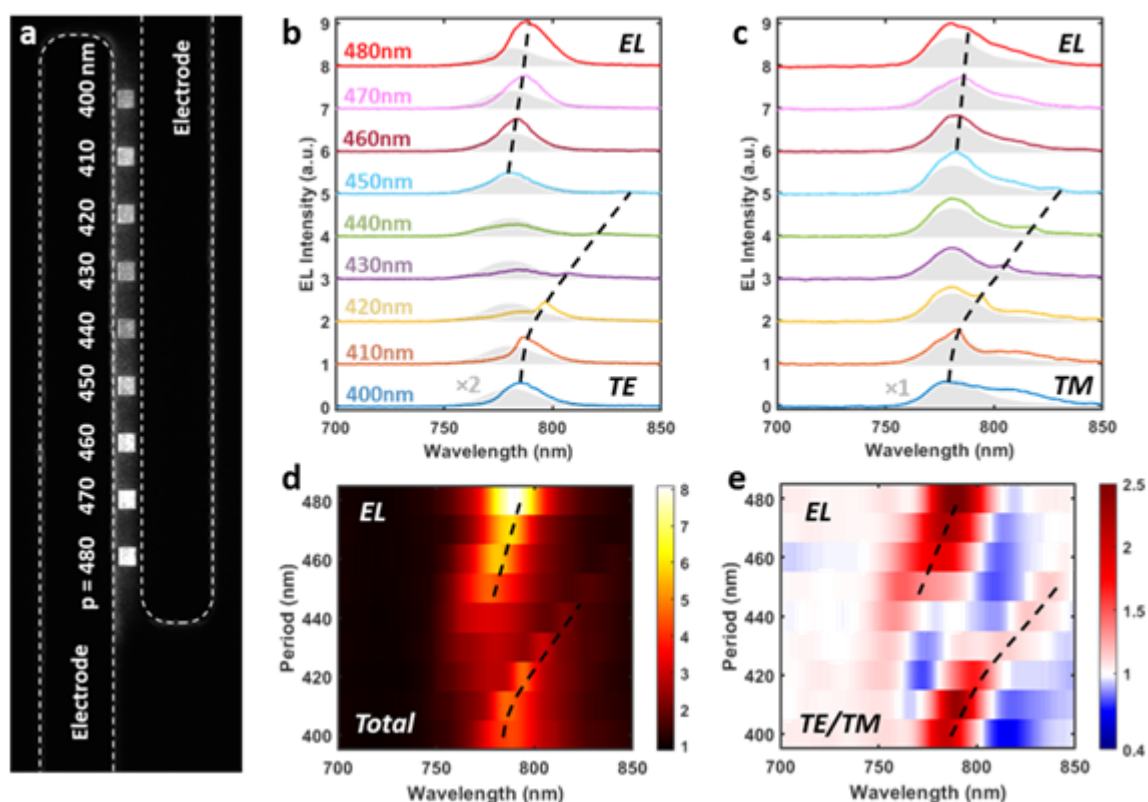 a
400 nm
410
420
430
440
450
460
470
p = 480
Electrode
Electrode
b
EL
9
8
7
6
5
4
3
2
1
0
EL Intensity (a.u.)
480nm
470nm
460nm
450nm
440nm
430nm
420nm
410nm
400nm
×2
TE
700 750 800 850
Wavelength (nm)
c
EL
9
8
7
6
5
4
3
2
1
0
EL Intensity (a.u.)
×1
TM
700 750 800 850
Wavelength (nm)
d
EL
480
460
440
420
400
Period (nm)
Total
700 750 800 850
Wavelength (nm)
8
7
6
5
4
3
2
1
e
EL
480
460
440
420
400
Period (nm)
TE/TM
700 750 800 850
Wavelength (nm)
2.5
2
1.5
1
0.4